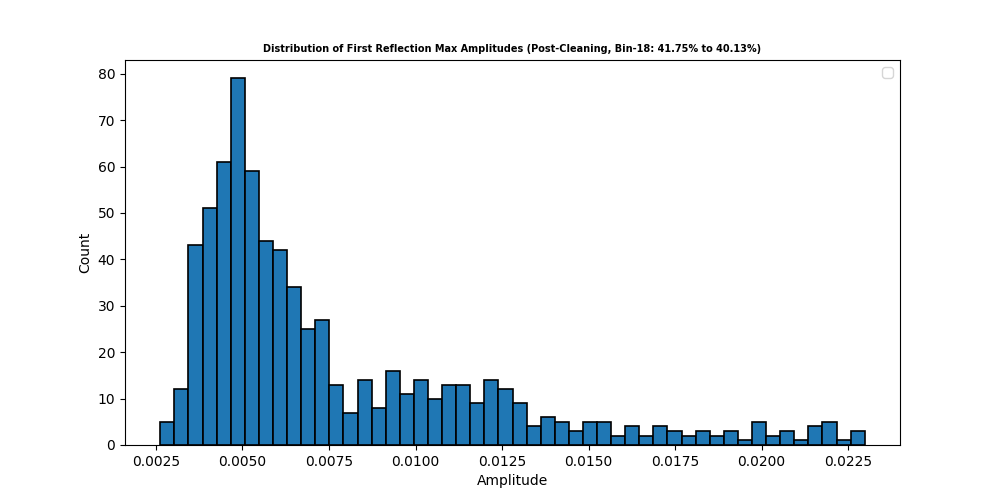 Distribution of First Reflection Max Amplitudes (Post-Cleaning, Bin-18: 41.75% to 40.13%)
80
70
60
50
40
30
20
10
0
Count
0.0025 0.0050 0.0075 0.0100 0.0125 0.0150 0.0175 0.0200 0.0225
Amplitude